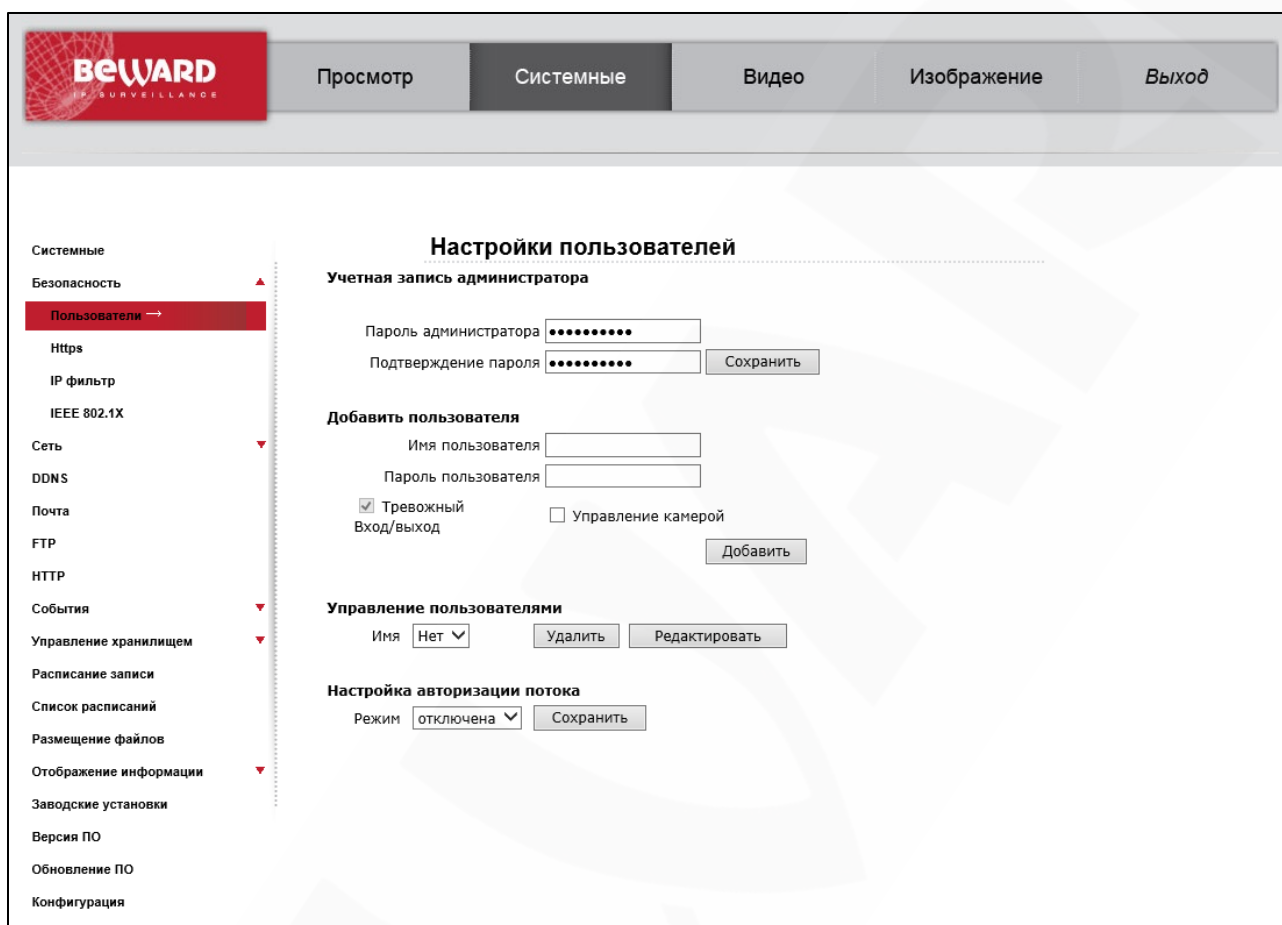 BEWARD
IP SURVEILLANCE
Просмотр
Системные
Видео
Изображение
Выход
Системные
Безопасность
Пользователи →
Https
IP фильтр
IEEE 802.1X
Сеть
DDNS
Почта
FTP
HTTP
События
Управление хранилищем
Расписание записи
Список расписаний
Размещение файлов
Отображение информации
Заводские установки
Версия ПО
Обновление ПО
Конфигурация
Настройки пользователей
Учетная запись администратора
Пароль администратора ••••••••••
Подтверждение пароля •••••••••• Сохранить
Добавить пользователя
Имя пользователя
Пароль пользователя
Тревожный
Вход/выход
Управление камерой
Добавить
Управление пользователями
Имя Нет Удалить Редактировать
Настройка авторизации потока
Режим отключена Сохранить